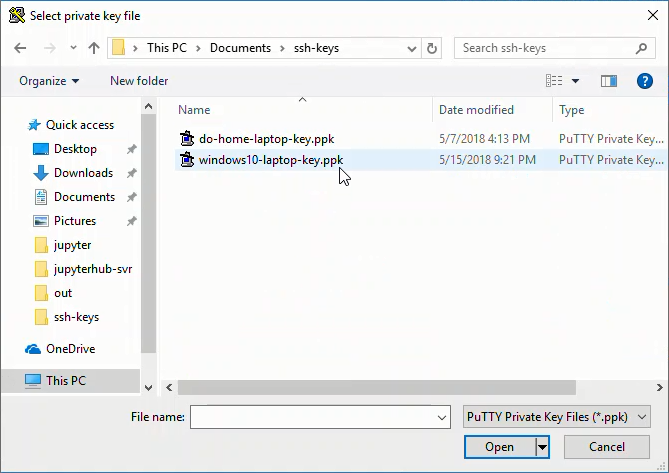 Select private key file
This PC > Documents > ssh-keys
Search ssh-keys
Organize
New folder
Name
Date modified
Type
do-home-laptop-key.ppk 5/7/2018 4:13 PM PuTTY Private Key...
windows10-laptop-key.ppk 5/15/2018 9:21 PM PuTTY Private Key...
Quick access
Desktop
Downloads
Documents
Pictures
jupyter
jupyterhub-svr
out
ssh-keys
OneDrive
This PC
File name:
PuTTY Private Key Files (*.ppk)
Open
Cancel